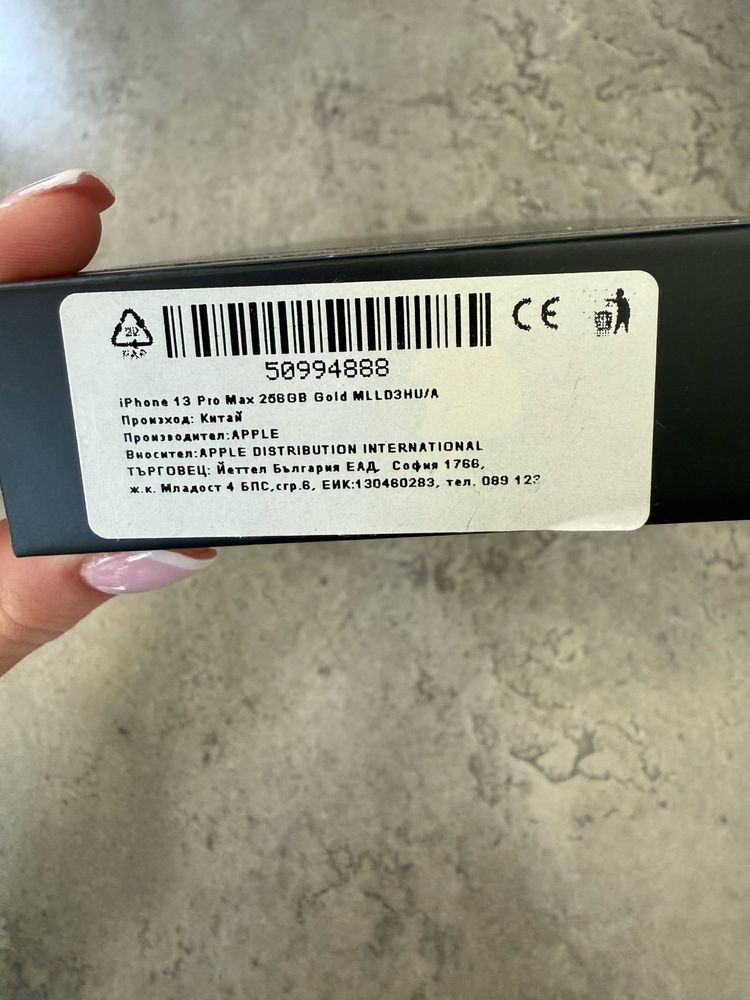 50994888
iPhone 13 Pro Max 256GB Gold MLLD3HU/A
Произход: Китай
Производител:APPLE
Вносител:APPLE DISTRIBUTION INTERNATIONAL
ТЪРГОВЕЦ: Йеттел България ЕАД, София 1766,
ж.к. Младост 4 БПС,сгр.6, ЕИК:130460283, тел. 089 123